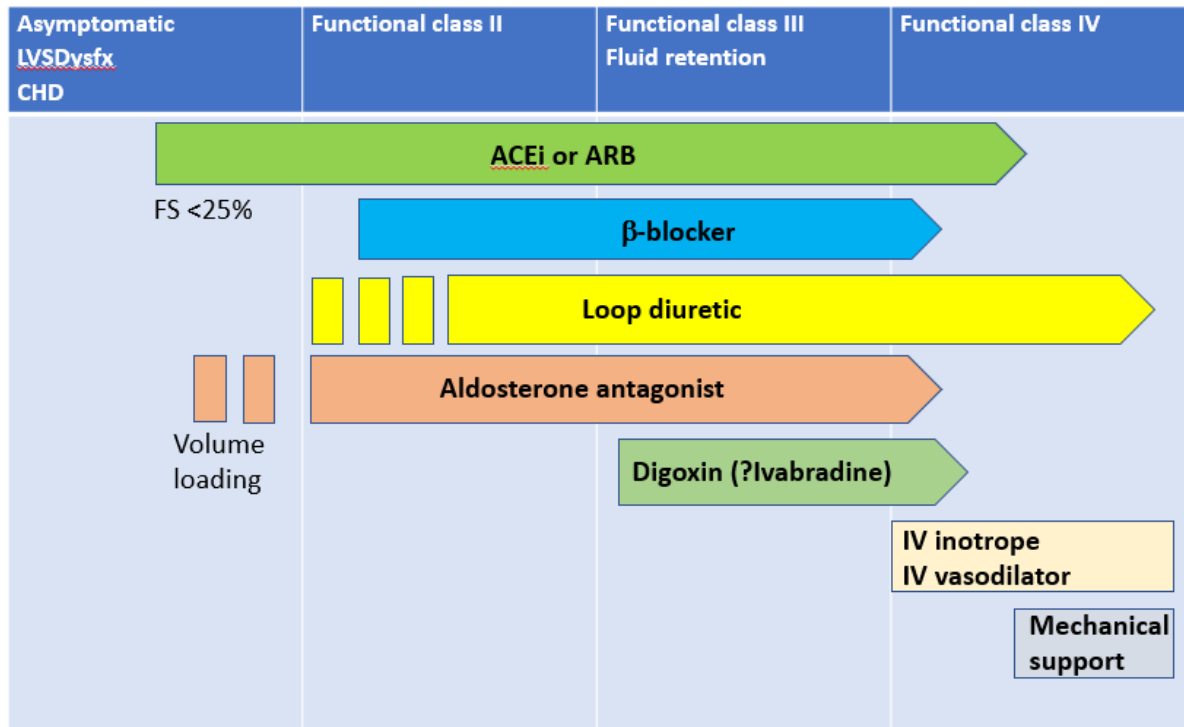 Asymptomatic
LVSDysfx
CHD
Functional class II
Functional class III
Fluid retention
Functional class IV
ACEi or ARB
FS <25%
β-blocker
Loop diuretic
Aldosterone antagonist
Volume
loading
Digoxin (?Ivabradine)
IV inotrope
IV vasodilator
Mechanical
support